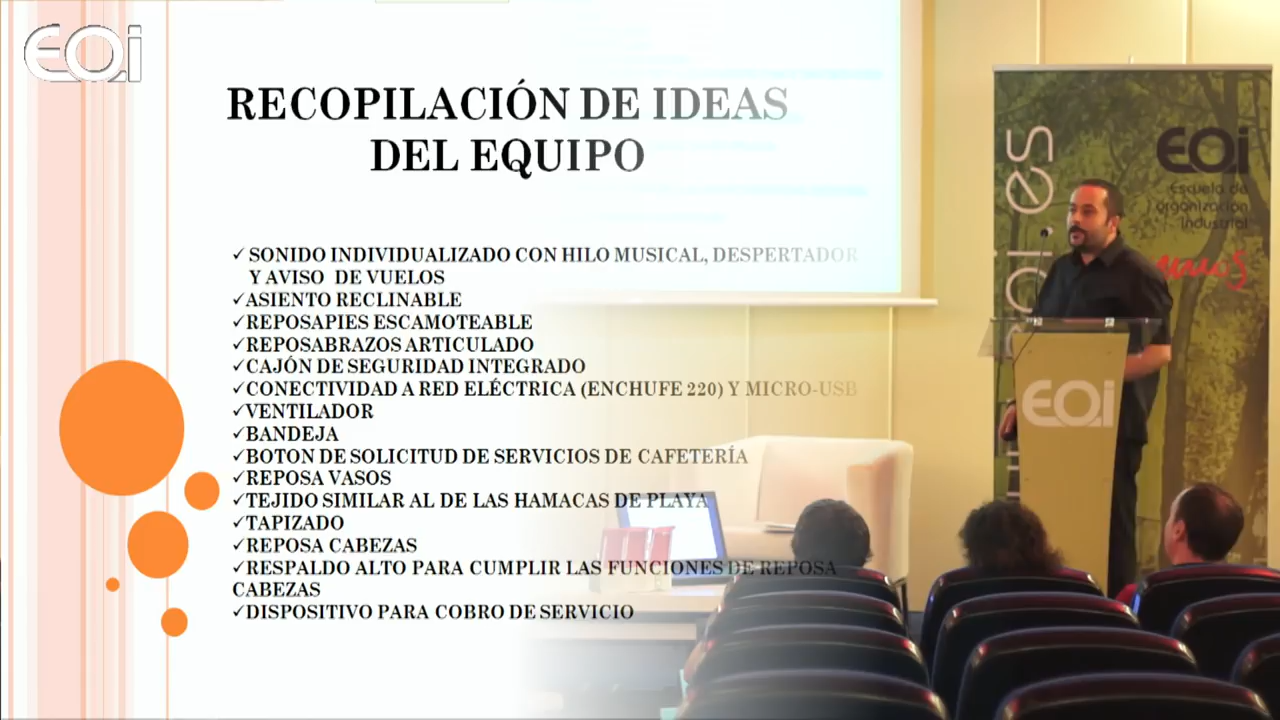 EOi
RECOPILACIÓN DE IDEAS
DEL EQUIPO
✓ SONIDO INDIVIDUALIZADO CON HILO MUSICAL, DESPERTADOR
Y AVISO DE VUELOS
✓ASIENTO RECLINABLE
✓REPOSAPIES ESCAMOTEABLE
✓REPOSABRAZOS ARTICULADO
✓CAJÓN DE SEGURIDAD INTEGRADO
✓CONECTIVIDAD A RED ELÉCTRICA (ENCHUFE 220) Y MICRO-USB
✓VENTILADOR
✓BANDEJA
✓BOTON DE SOLICITUD DE SERVICIOS DE CAFETERÍA
✓REPOSA VASOS
✓TEJIDO SIMILAR AL DE LAS HAMACAS DE PLAYA
✓TAPIZADO
✓REPOSA CABEZAS
✓RESPALDO ALTO PARA CUMPLIR LAS FUNCIONES DE REPOSA
CABEZAS
✓DISPOSITIVO PARA COBRO DE SERVICIO
EOi
Escuela de
organización
industrial
EOi